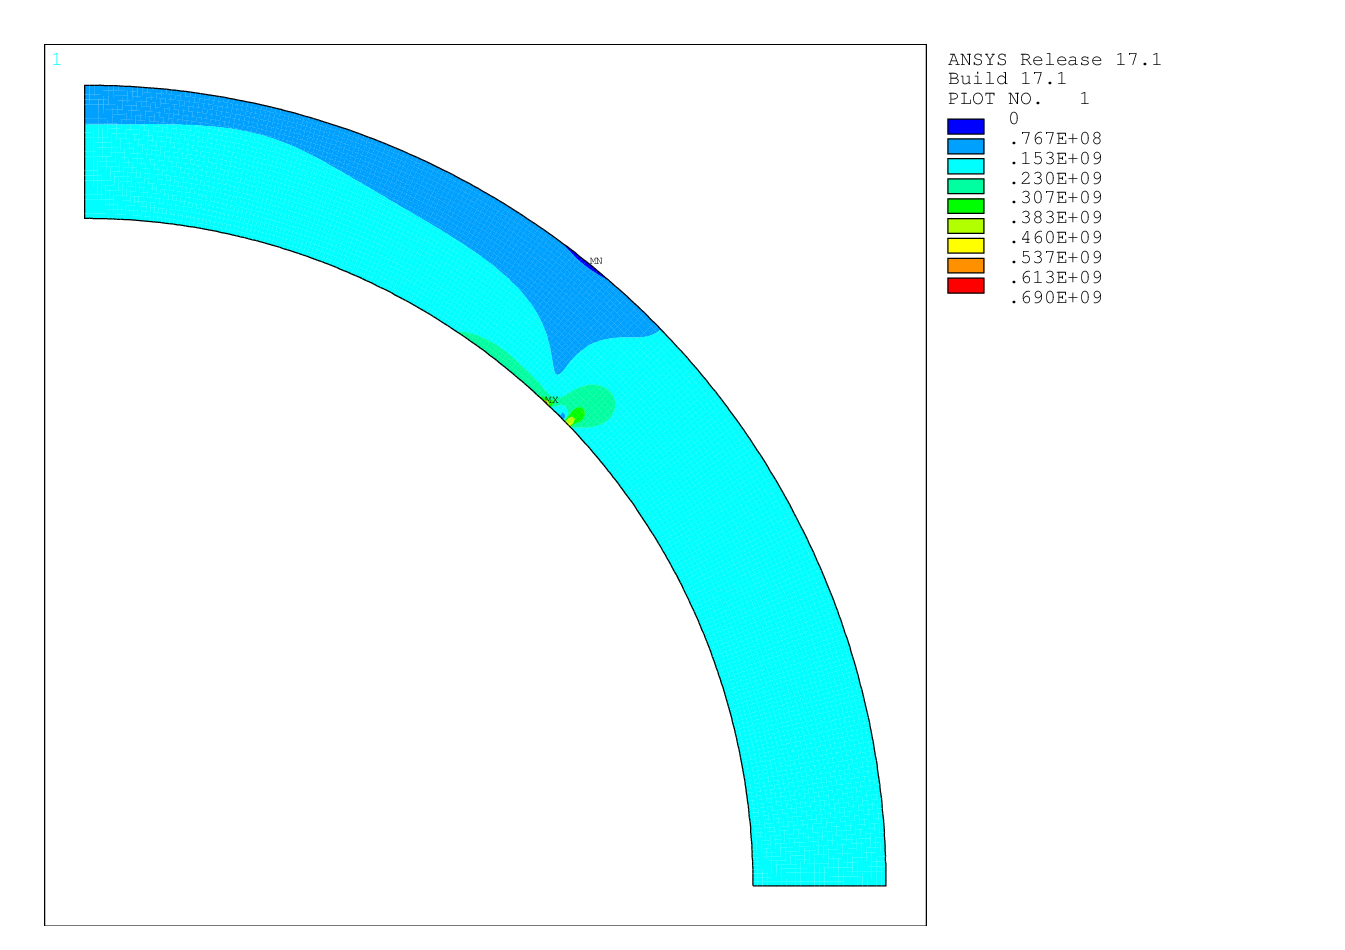 1
ANSYS Release 17.1
Build 17.1
PLOT NO. 1
0
.767E+08
.153E+09
.230E+09
.307E+09
.383E+09
.460E+09
.537E+09
.613E+09
.690E+09
MN
MX